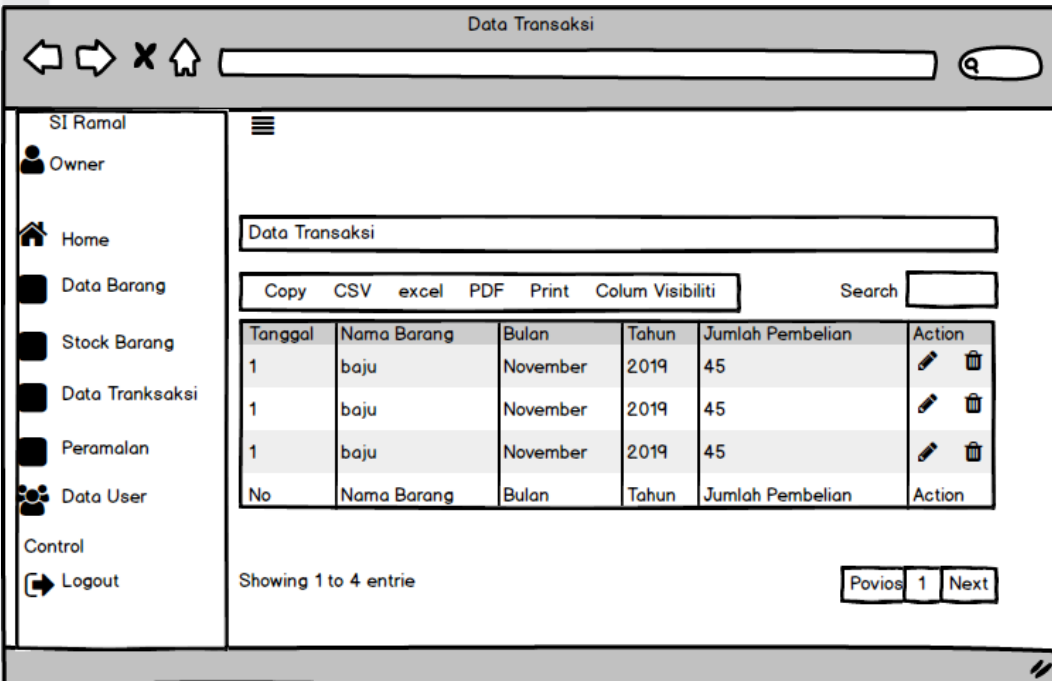 Data Transaksi
SI Ramal
Owner
Home
Data Barang
Stock Barang
Data Tranksaksi
Peramalan
Data User
Control
Logout
Data Transaksi
Copy CSV excel PDF Print Colum Visibiliti Search
Tanggal Nama Barang Bulan Tahun Jumlah Pembelian Action
1 baju November 2019 45
1 baju November 2019 45
1 baju November 2019 45
No Nama Barang Bulan Tahun Jumlah Pembelian Action
Showing 1 to 4 entrie
Povios 1 Next